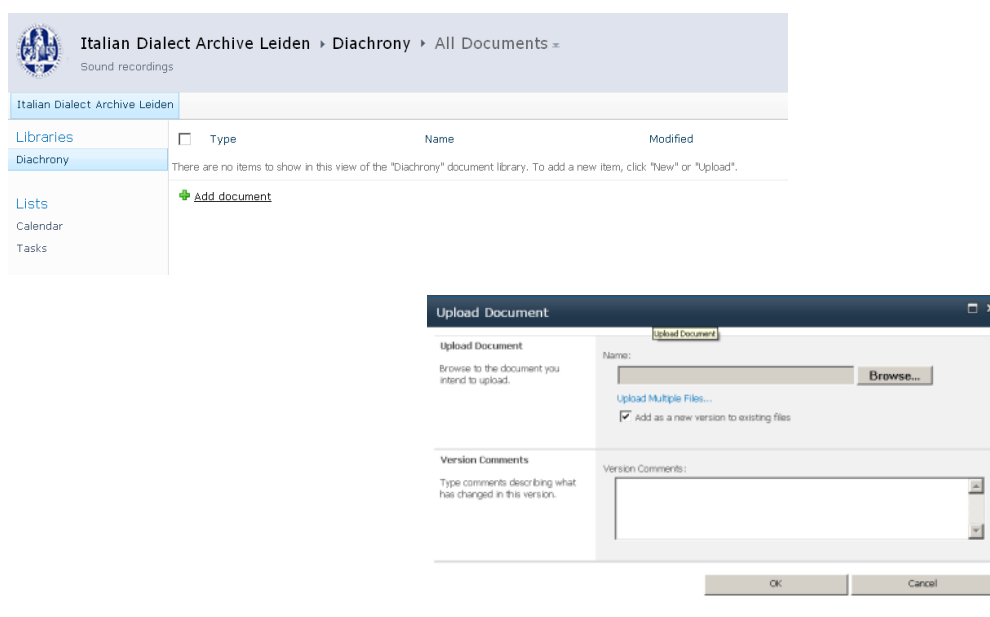 Italian Dialect Archive Leiden ▸ Diachrony ▸ All Documents
Sound recordings
Italian Dialect Archive Leiden
Libraries
Diachrony
Lists
Calendar
Tasks
Type Name Modified
There are no items to show in this view of the "Diachrony" document library. To add a new item, click "New" or "Upload".
Add document
Upload Document
Upload Document
Upload Document
Browse to the document you
intend to upload.
Name:
Browse...
Upload Multiple Files...
Add as a new version to existing files
Version Comments
Type comments describing what
has changed in this version.
Version Comments:
OK Cancel